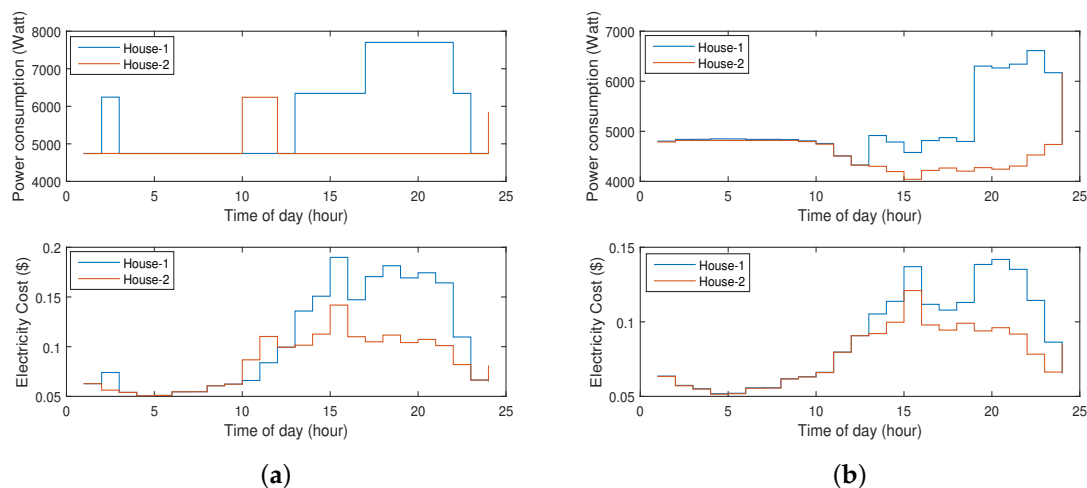 Power consumption (Watt)
8000
7000
6000
5000
4000
House-1
House-2
0
5
10
15
20
25
Time of day (hour)
Electricity Cost ($)
0.2
0.15
0.1
0.05
House-1
House-2
0
5
10
15
20
25
Time of day (hour)
(a)
Power consumption (Watt)
7000
6000
5000
4000
House-1
House-2
0
5
10
15
20
25
Time of day (hour)
Electricity Cost ($)
0.15
0.1
0.05
House-1
House-2
0
5
10
15
20
25
Time of day (hour)
(b)